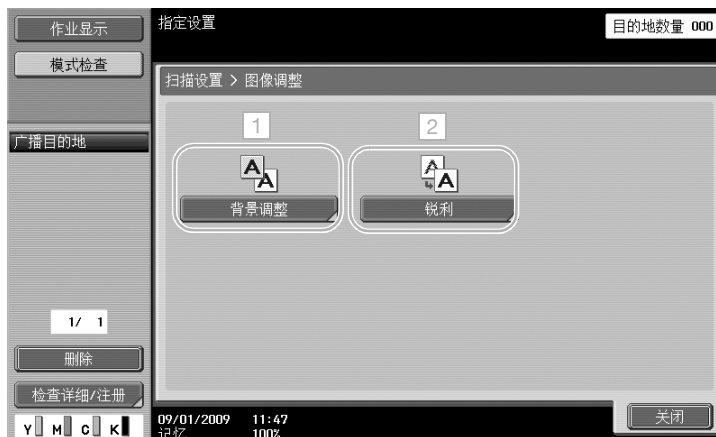 作业显示
指定设置
目的地数量 000
模式检查
扫描设置 > 图像调整
1
2
广播目的地
背景调整
锐利
1/ 1
删除
检查详细/注册
Y M C K
09/01/2009 11:47
记忆 100%
关闭